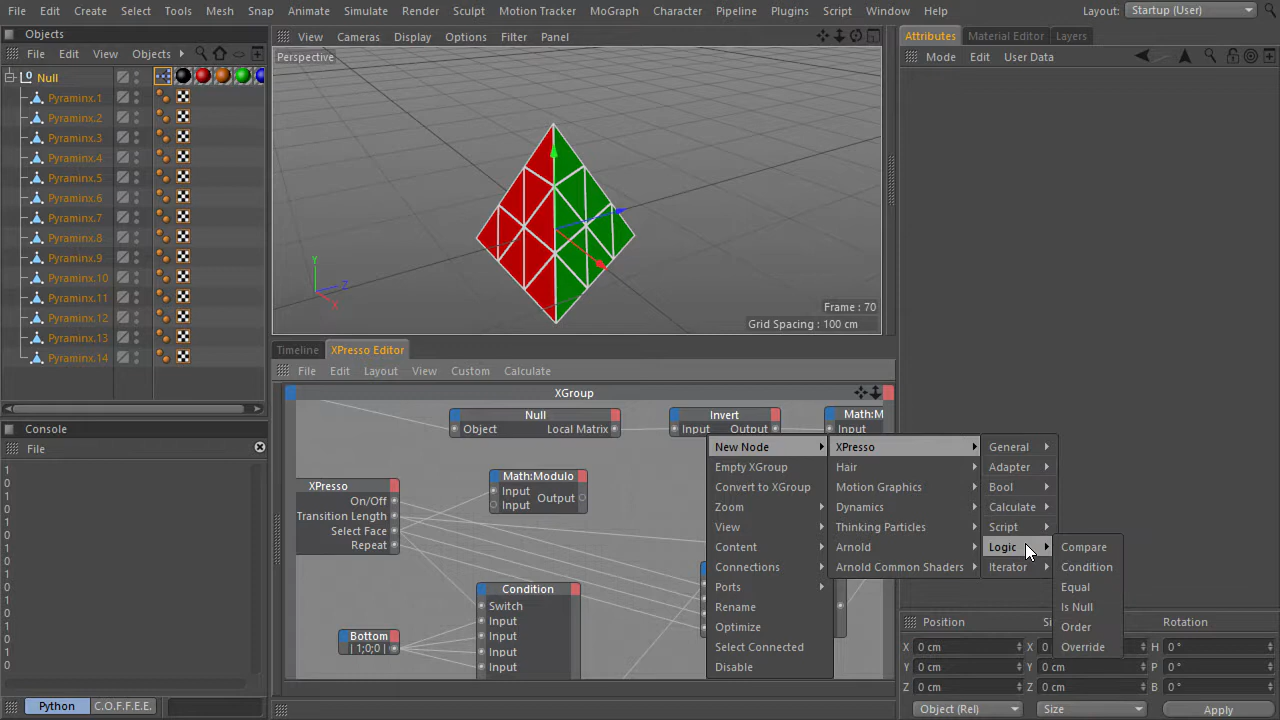 File Edit Create Select Tools Mesh Snap Animate Simulate Render Sculpt Motion Tracker MoGraph Character Pipeline Plugins Script Window Help Layout: Startup (User)
Objects
File Edit View Objects
Null
Pyraminx.1
Pyraminx.2
Pyraminx.3
Pyraminx.4
Pyraminx.5
Pyraminx.6
Pyraminx.7
Pyraminx.8
Pyraminx.9
Pyraminx.10
Pyraminx.11
Pyraminx.12
Pyraminx.13
Pyraminx.14
Console
File
1
0
1
0
1
0
1
0
1
0
1
0
1
0
1
0
Python C.O.F.F.E.E.
View Cameras Display Options Filter Panel
Perspective
Y
Z
X
Frame : 70
Grid Spacing : 100 cm
Timeline XPresso Editor
File Edit Layout View Custom Calculate
XGroup
Null
Object Local Matrix
Invert
Input Output
Math:M
Input
XPresso
On/Off
Transition Length
Select Face
Repeat
Math:Modulo
Input
Output
Input
Condition
Switch
Input
Input
Input
Input
Bottom
| 1;0;0 |
New Node
Empty XGroup
Convert to XGroup
Zoom
View
Content
Connections
Ports
Rename
Optimize
Select Connected
Disable
XPresso
Hair
Motion Graphics
Dynamics
Thinking Particles
Arnold
Arnold Common Shaders
General
Adapter
Bool
Calculate
Script
Logic
Iterator
Compare
Condition
Equal
Is Null
Order
Override
Attributes Material Editor Layers
Mode Edit User Data
Position Rotation
X 0 cm X 0 cm H 0 °
Y 0 cm Y 0 cm P 0 °
Z 0 cm Z 0 cm B 0 °
Object (Rel) Size Apply